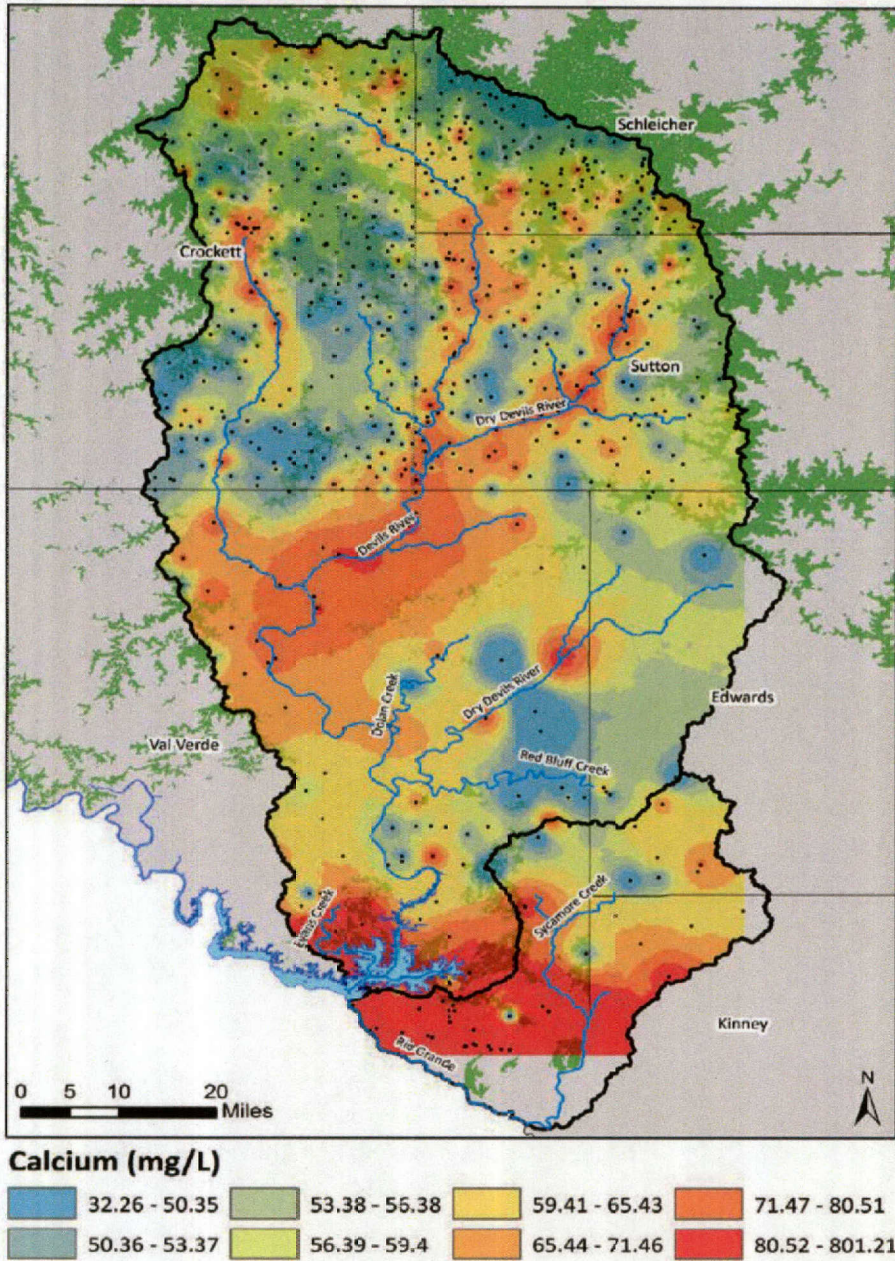 Schleicher
Crockett
Sutton
Dry Devils River
Devils River
Dolan Creek
Dry Devils River
Edwards
Val Verde
Red Bluff Creek
Evans Creek
Sycamore Creek
Kinney
Rio Grande
0 5 10 20
Miles
N
Calcium (mg/L)
32.26 - 50.35 53.38 - 56.38 59.41 - 65.43 71.47 - 80.51
50.36 - 53.37 56.39 - 59.4 65.44 - 71.46 80.52 - 801.21